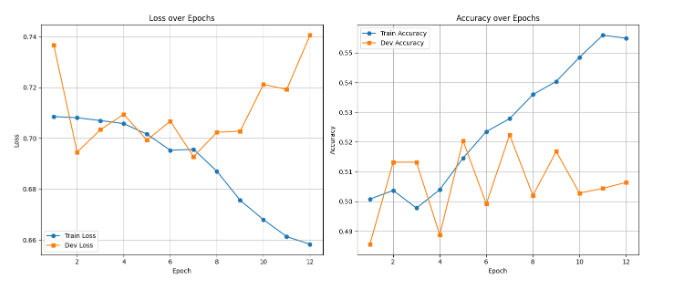 Loss over Epochs
0.74
0.72
0.70
0.68
0.66
Loss
Train Loss
Dev Loss
2
4
6
8
10
12
Epoch
Accuracy over Epochs
Train Accuracy
Dev Accuracy
0.55
0.54
0.53
0.52
0.51
0.50
0.49
Accuracy
2
4
6
8
10
12
Epoch